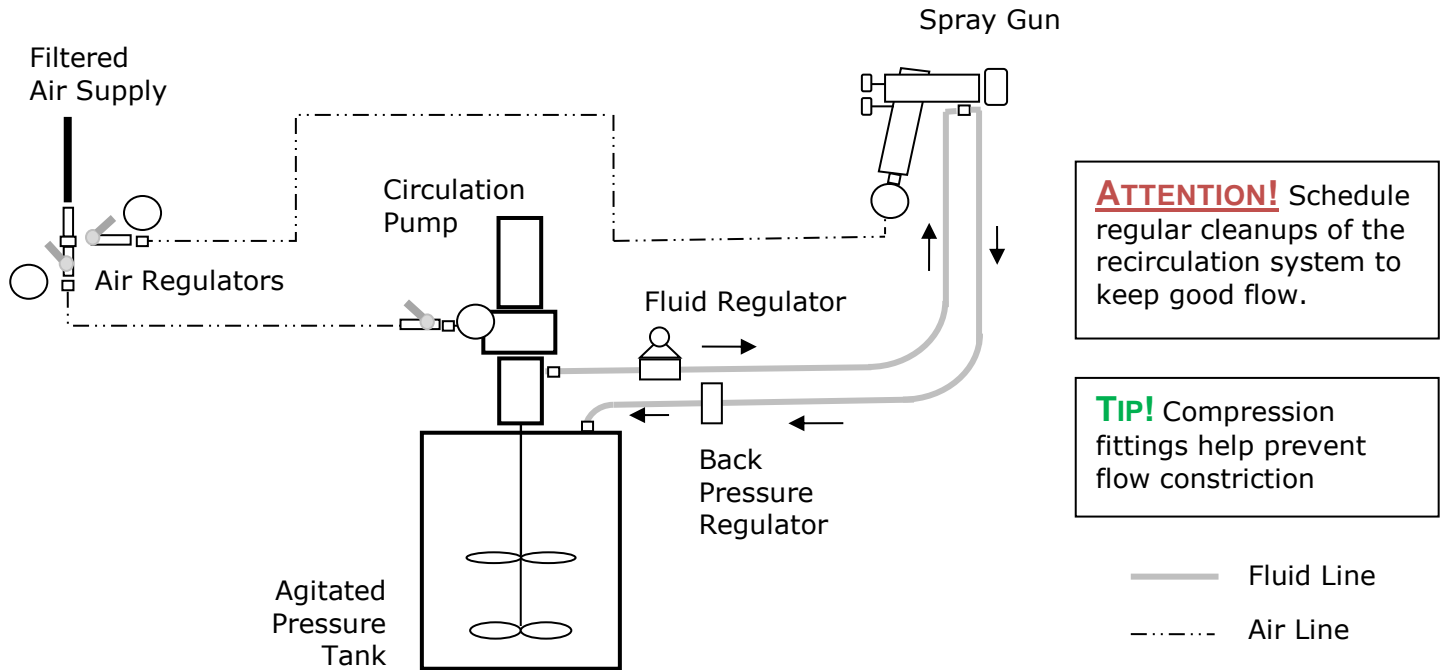 Spray Gun
Filtered
Air Supply
Circulation
Pump
Air Regulators
Fluid Regulator
Back
Pressure
Regulator
Agitated
Pressure
Tank
ATTENTION! Schedule
regular cleanups of the
recirculation system to
keep good flow.
TIP! Compression
fittings help prevent
flow constriction
Fluid Line
Air Line